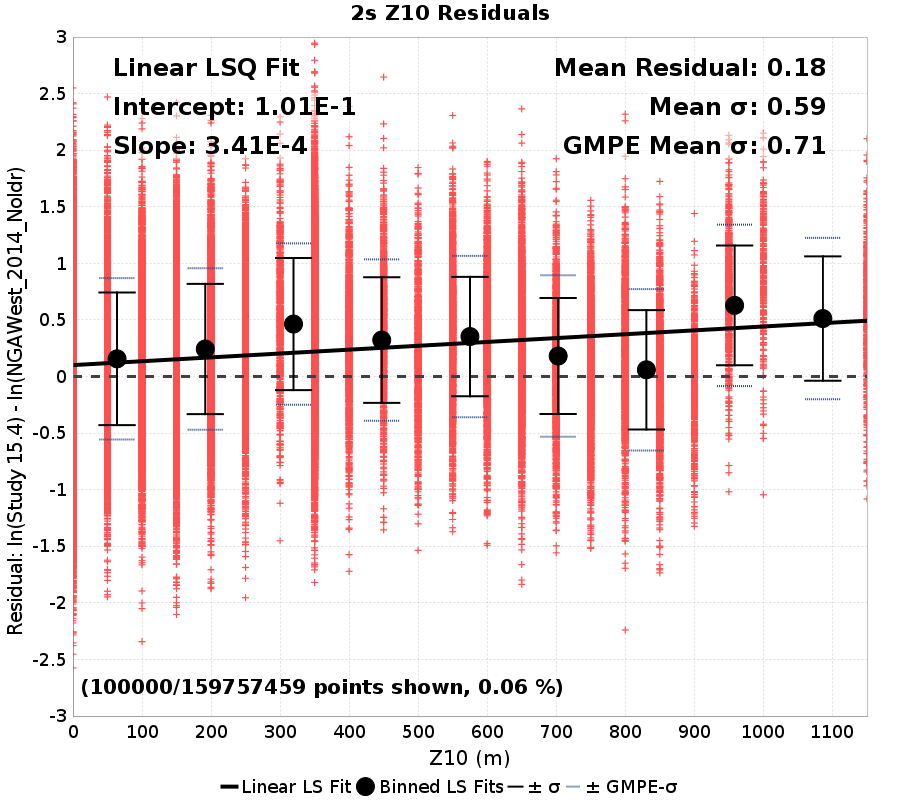 2s Z10 Residuals
Linear LSQ Fit
Intercept: 1.01E-1
Slope: 3.41E-4
Mean Residual: 0.18
Mean σ: 0.59
GMPE Mean σ: 0.71
Residual: ln(Study 15.4) - ln(NGAWest_2014_NoIdr)
3
2.5
2
1.5
1
0.5
0
-0.5
-1
-1.5
-2
-2.5
-3
(100000/159757459 points shown, 0.06 %)
0 100 200 300 400 500 600 700 800 900 1000 1100
Z10 (m)
Linear LS Fit Binned LS Fits ± σ ± GMPE-σ